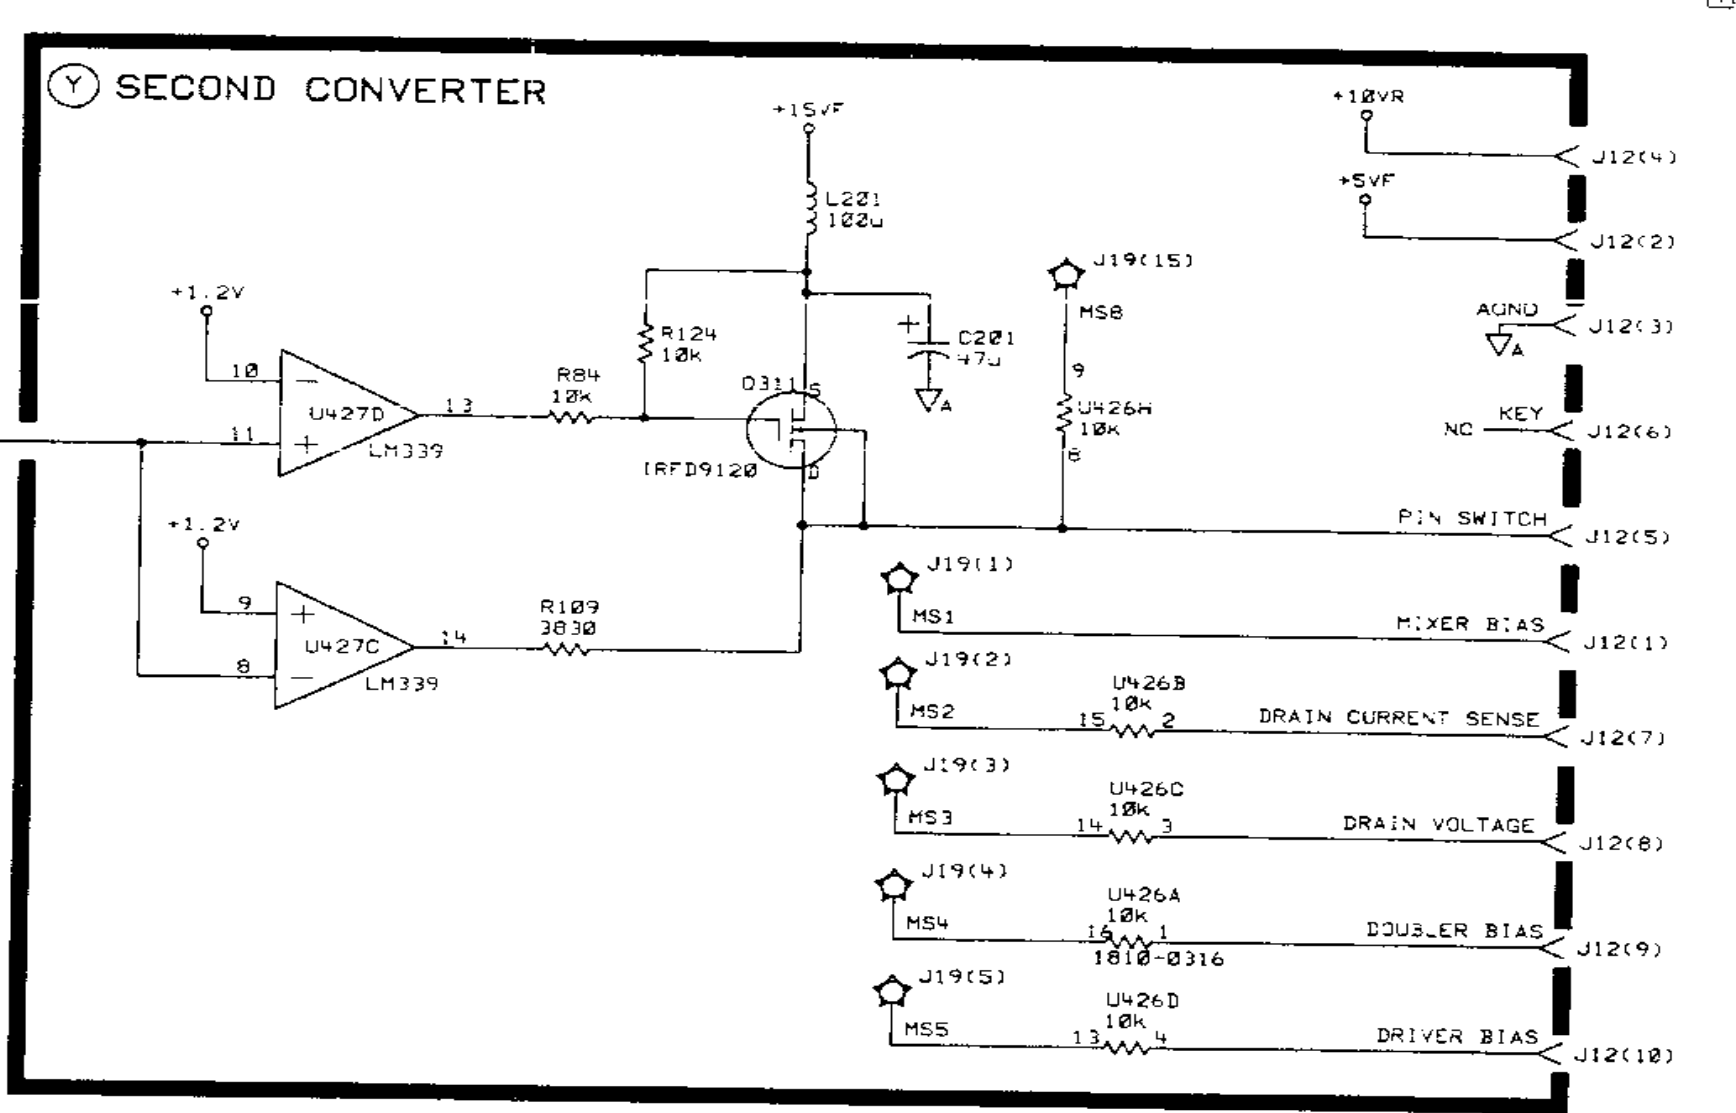 Y SECOND CONVERTER
+15VF
L201
100u
+10VR
J12(4)
+5VF
J12(2)
AGND
A
J12(3)
KEY
NC
J12(6)
PIN SWITCH
J12(5)
+1.2V
10
11
U427D
LM339
13
R84
10k
R124
10k
C201
47u
A
Q311
S
D
IRFD9120
J19(15)
MS8
9
U426H
10k
8
+1.2V
9
8
U427C
LM339
14
R109
3830
J19(1)
MS1
MIXER BIAS
J12(1)
J19(2)
MS2
U426B
10k
15
2
DRAIN CURRENT SENSE
J12(7)
J19(3)
MS3
U426C
10k
14
3
DRAIN VOLTAGE
J12(8)
J19(4)
MS4
U426A
10k
16
1
1810-0316
DOUBLER BIAS
J12(9)
J19(5)
MS5
U426D
10k
13
4
DRIVER BIAS
J12(10)